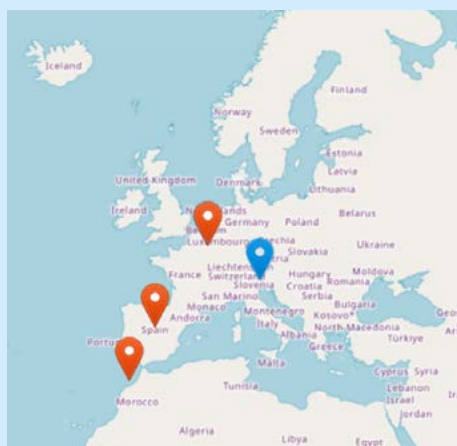 Iceland
Finland
Norway
Sweden
Estonia
Latvia
Denmark
Lithuania
United Kingdom
Ireland
Belarus
Germany
Poland
Luxembourg
Ukraine
Slovakia
Liechtenstein
France
Switzerland
Hungary
Moldova
Slovenia
Croatia
Romania
San Marino
Serbia
Monaco
Bulgaria
Andorra
Montenegro
Kosovo*
Spain
Italy
North Macedonia
Albania
Türkiye
Greece
Malta
Cyprus
Syria
Tunisia
Lebanon
Israel
Morocco
Jordan
Algeria
Libya
Egypt